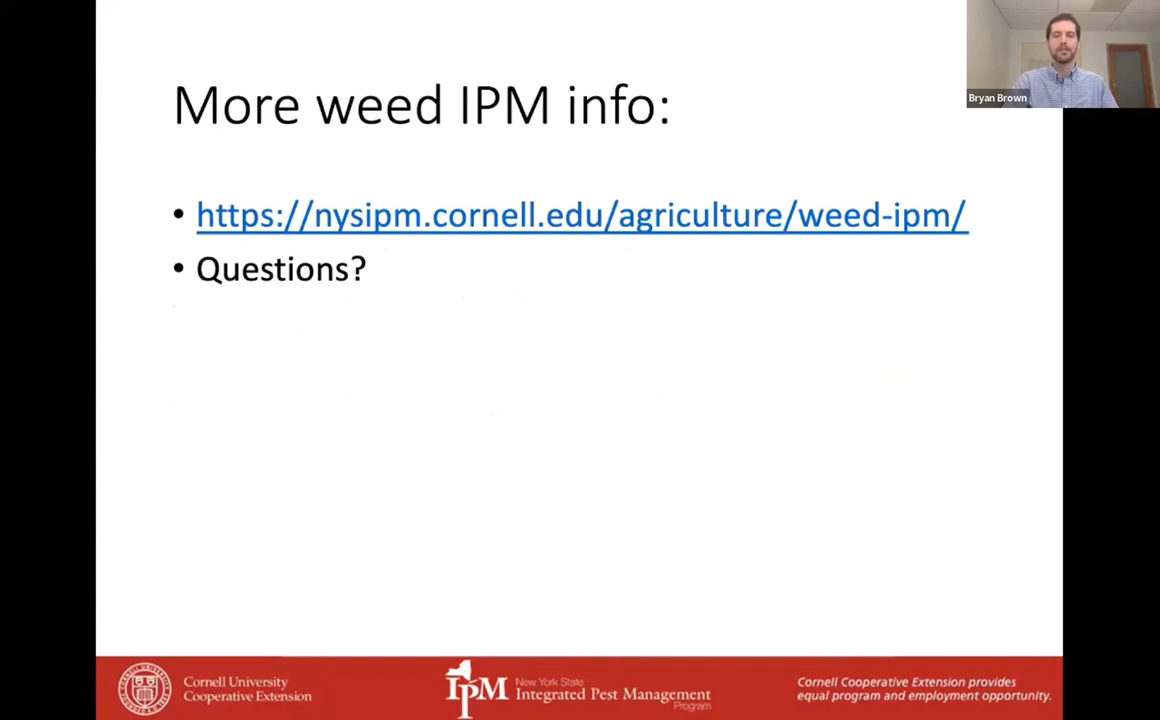 More weed IPM info:
Bryan Brown
• https://nysipm.cornell.edu/agriculture/weed-ipm/
• Questions?
Cornell University
Cooperative Extension
IPM
New York State
Integrated Pest Management
Program
Cornell Cooperative Extension provides
equal program and employment opportunity.